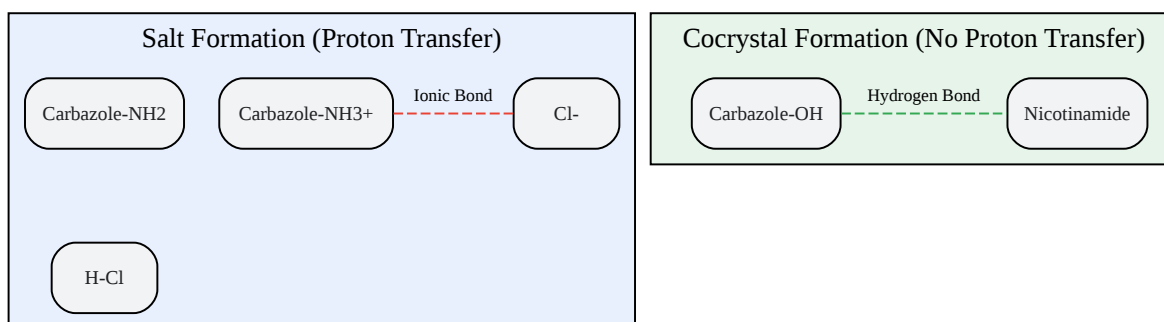 Salt Formation (Proton Transfer)
Carbazole-NH2
Carbazole-NH3+
Ionic Bond
Cl-
H-Cl
Cocrystal Formation (No Proton Transfer)
Carbazole-OH
Hydrogen Bond
Nicotinamide